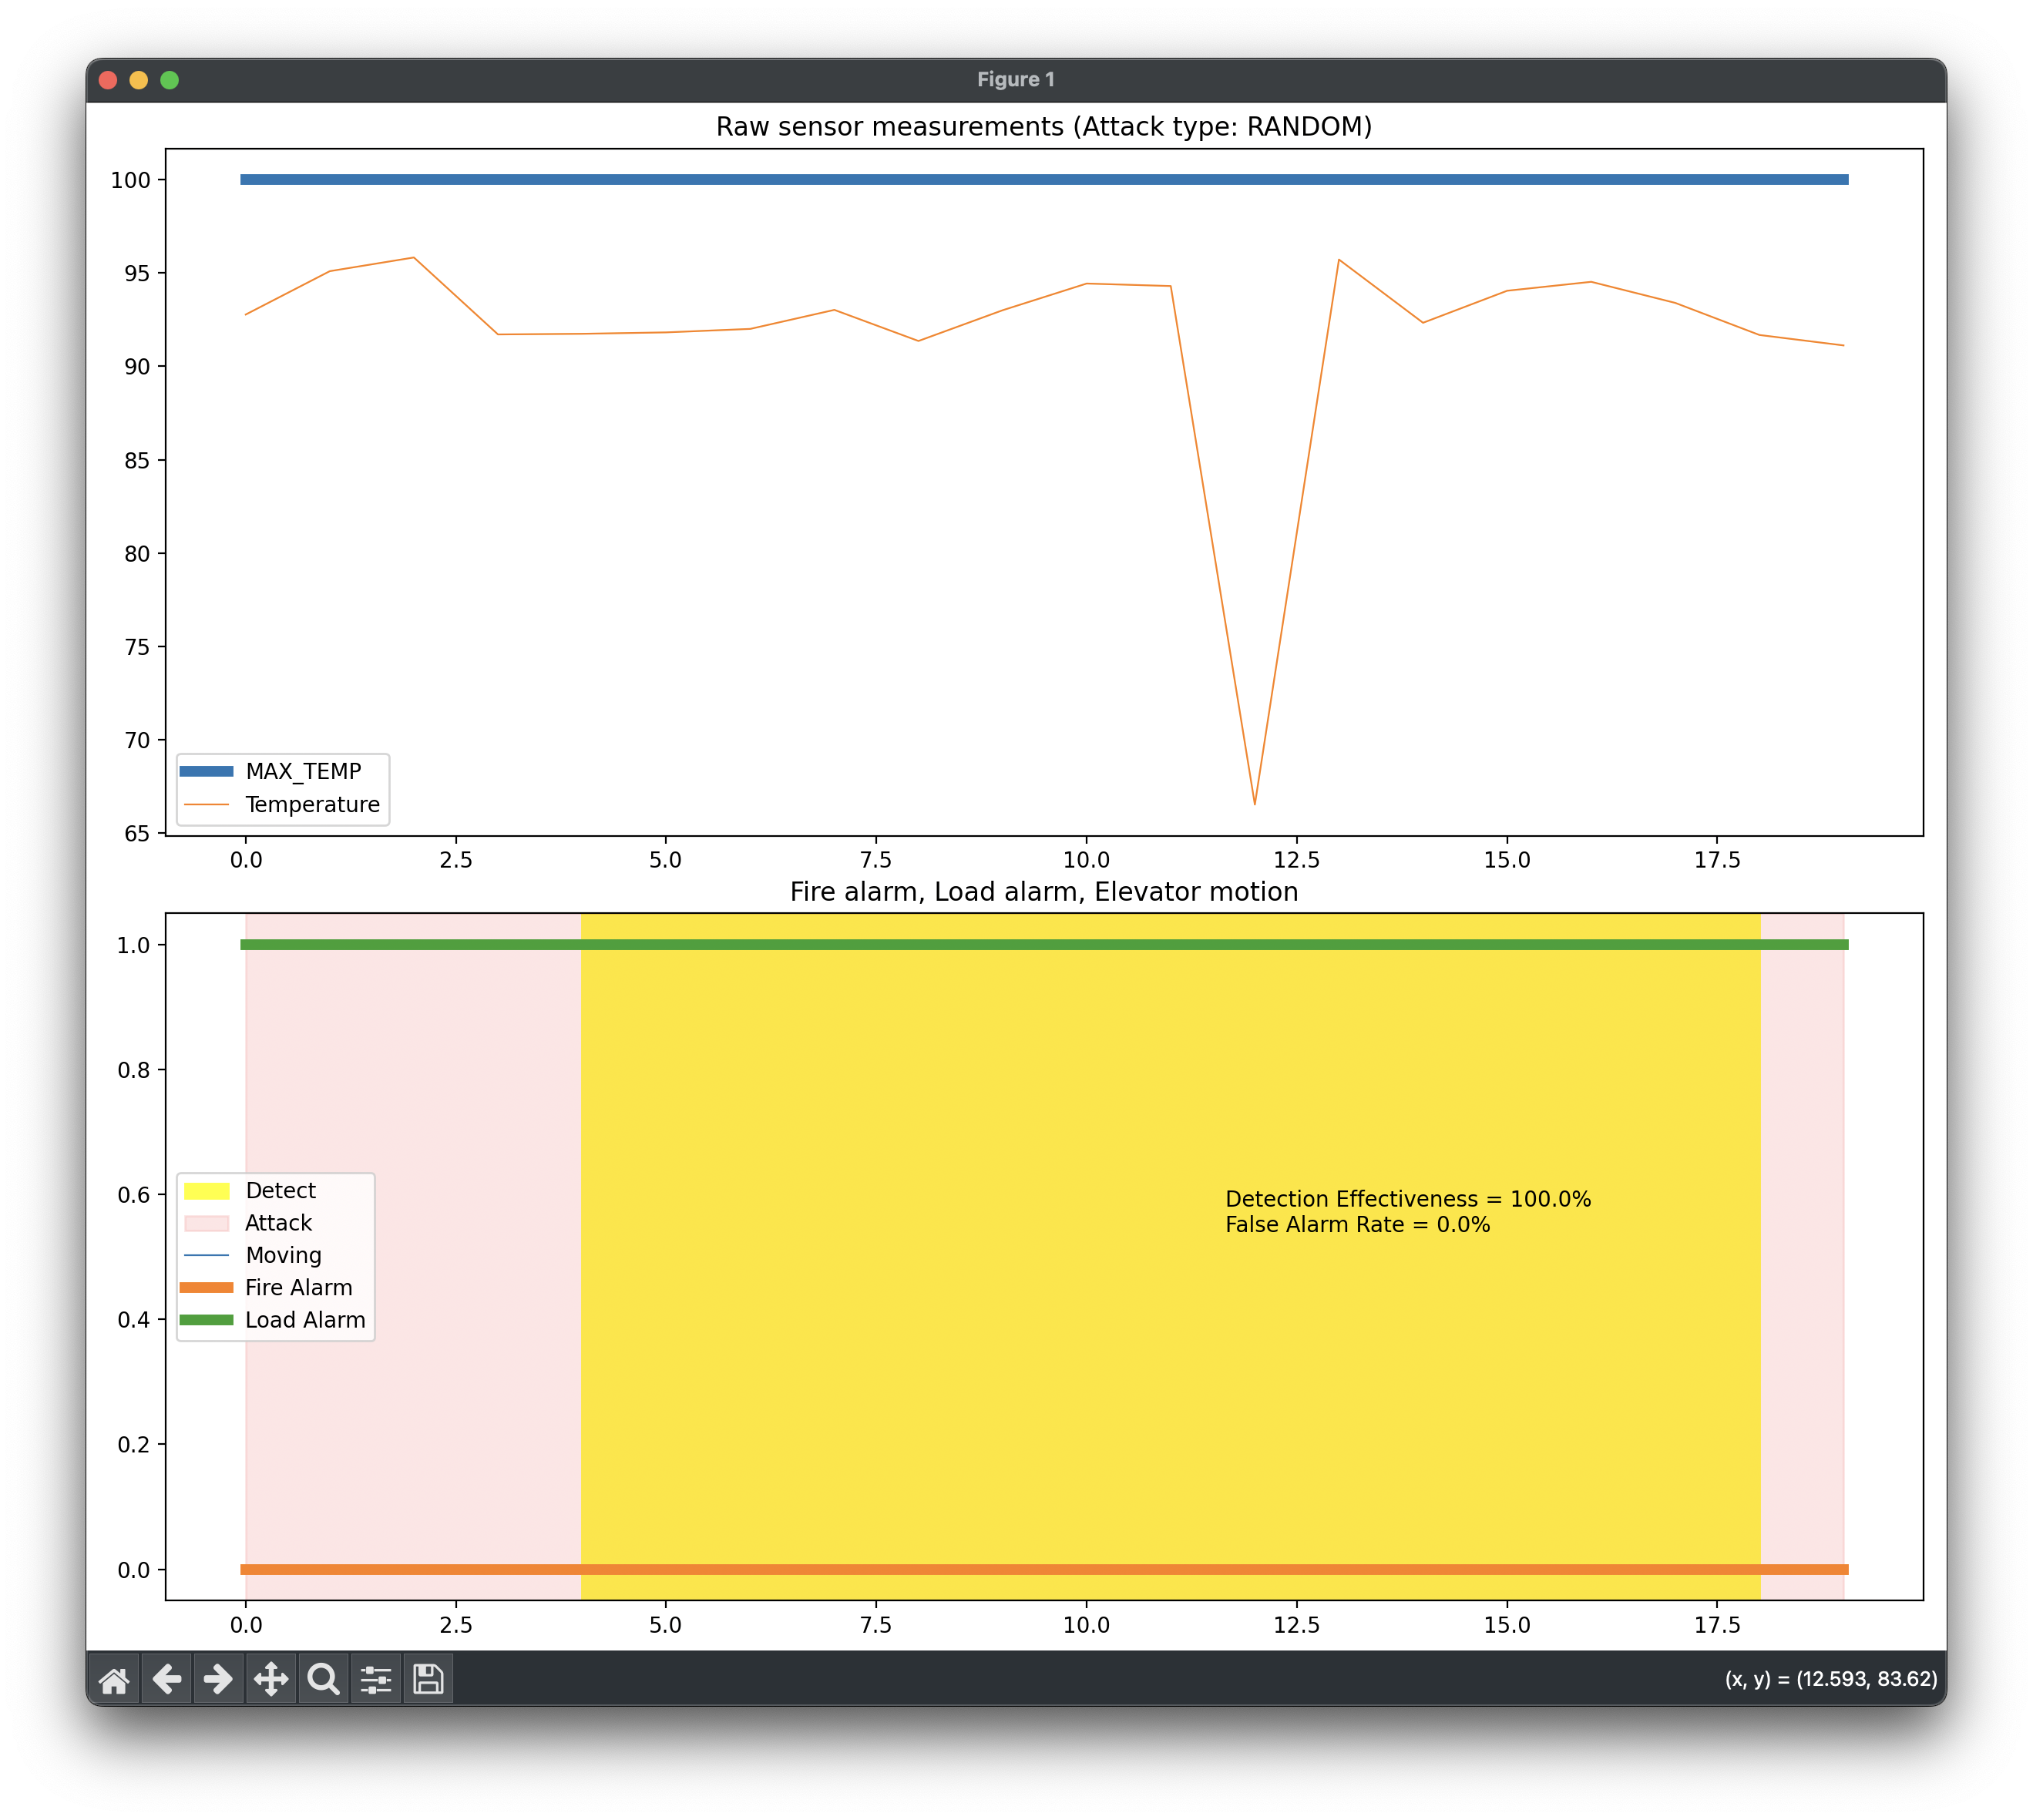 Figure 1
Raw sensor measurements (Attack type: RANDOM)
100
95
90
85
80
75
70
65
MAX_TEMP
Temperature
0.0 2.5 5.0 7.5 10.0 12.5 15.0 17.5
Fire alarm, Load alarm, Elevator motion
1.0
0.8
0.6
0.4
0.2
0.0
Detect
Attack
Moving
Fire Alarm
Load Alarm
Detection Effectiveness = 100.0%
False Alarm Rate = 0.0%
0.0 2.5 5.0 7.5 10.0 12.5 15.0 17.5
(x, y) = (12.593, 83.62)